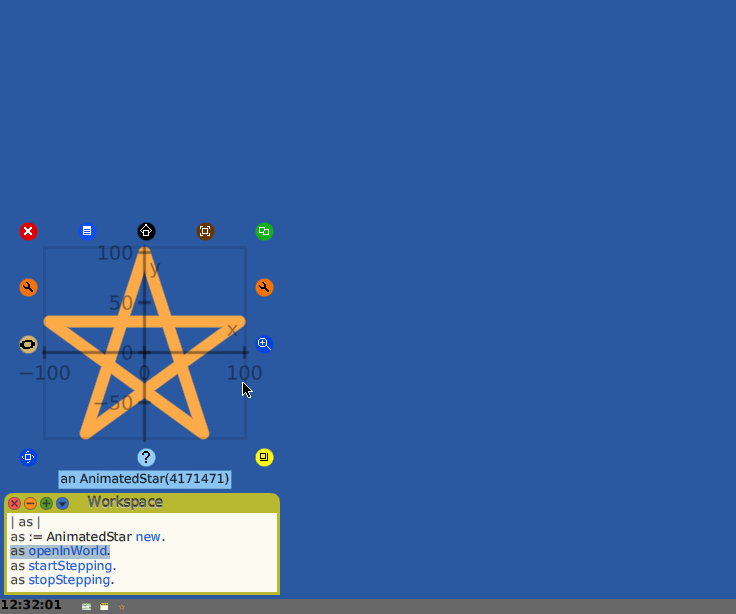 100
y
50
x
0
−100
0
100
−50
?
an AnimatedStar(4171471)
Workspace
| as |
as := AnimatedStar new.
as openInWorld.
as startStepping.
as stopStepping.
12:32:01